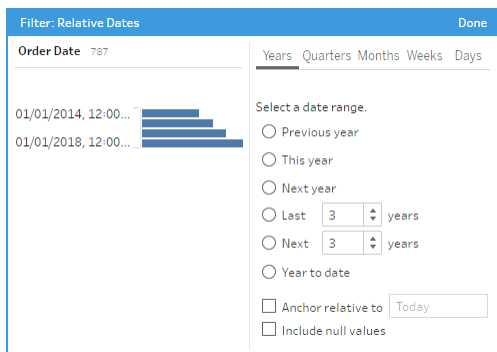 Filter: Relative Dates Done
Order Date 787
01/01/2014, 12:00...
01/01/2018, 12:00...
Years Quarters Months Weeks Days
Select a date range.
Previous year
This year
Next year
Last 3 years
Next 3 years
Year to date
Anchor relative to Today
Include null values